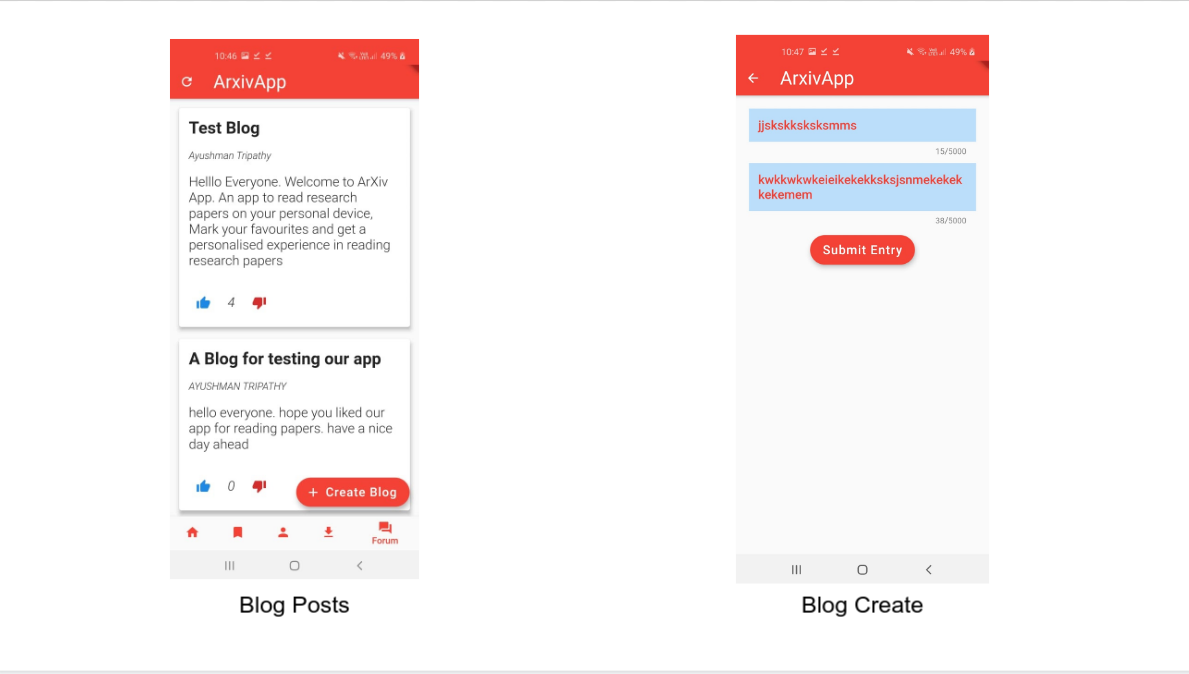 10:46
49%
ArxivApp
Test Blog
Ayushman Tripathy
Helllo Everyone. Welcome to ArXiv
App. An app to read research
papers on your personal device,
Mark your favourites and get a
personalised experience in reading
research papers
4
A Blog for testing our app
AYUSHMAN TRIPATHY
hello everyone. hope you liked our
app for reading papers. have a nice
day ahead
0
+ Create Blog
Forum
Blog Posts
10:47
49%
ArxivApp
jjskskksksksmms
15/5000
kwkkwkwkeieikekekkksksjsnmekekek
kekemem
38/5000
Submit Entry
Blog Create